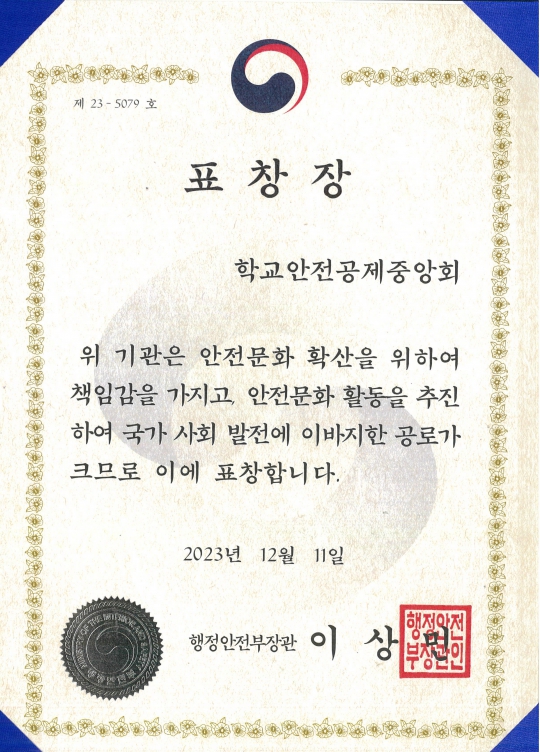 제 23 - 5079 호
표 창 장
학교안전공제중앙회
위 기관은 안전문화 확산을 위하여
책임감을 가지고, 안전문화 활동을 추진
하여 국가 사회 발전에 이바지한 공로가
크므로 이에 표창합니다.
2023년 12월 11일
행정안전부장관 이 상 민
행정안전
부장관인